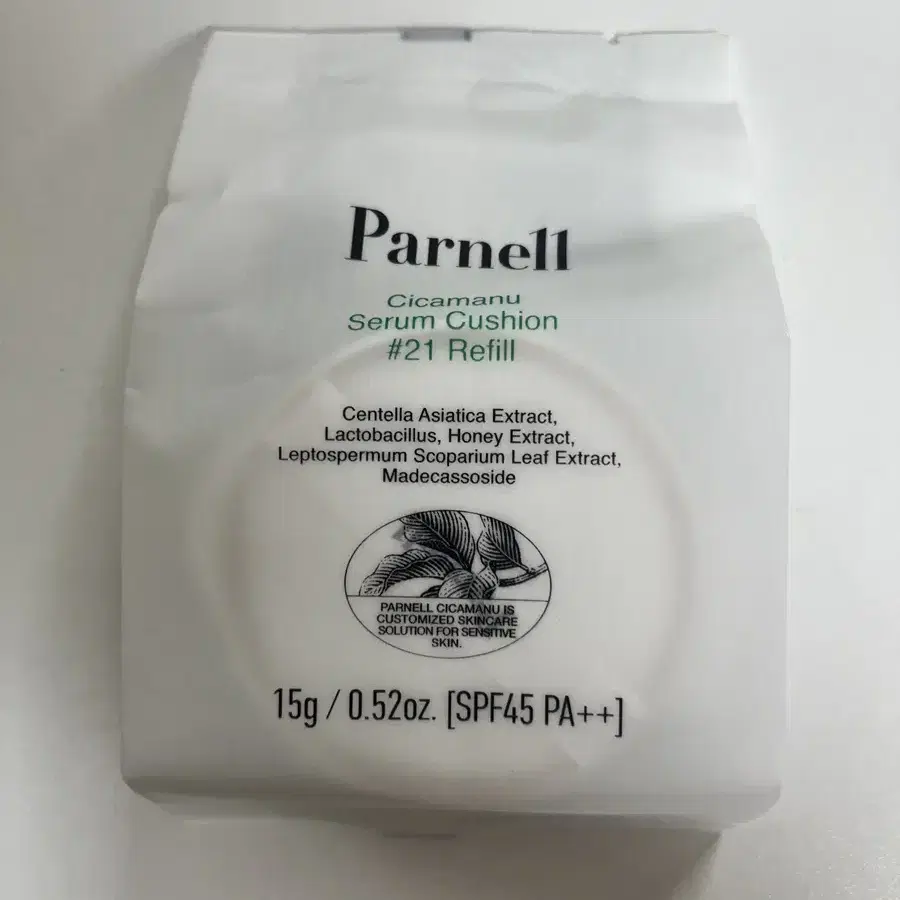 Parnell
Cicamanu
Serum Cushion
#21 Refill
Centella Asiatica Extract,
Lactobacillus, Honey Extract,
Leptospermum Scoparium Leaf Extract,
Madecassoside
PARNELL CICAMANU IS
CUSTOMIZED SKINCARE
SOLUTION FOR SENSITIVE
SKIN.
15g / 0.52oz. [SPF45 PA++]